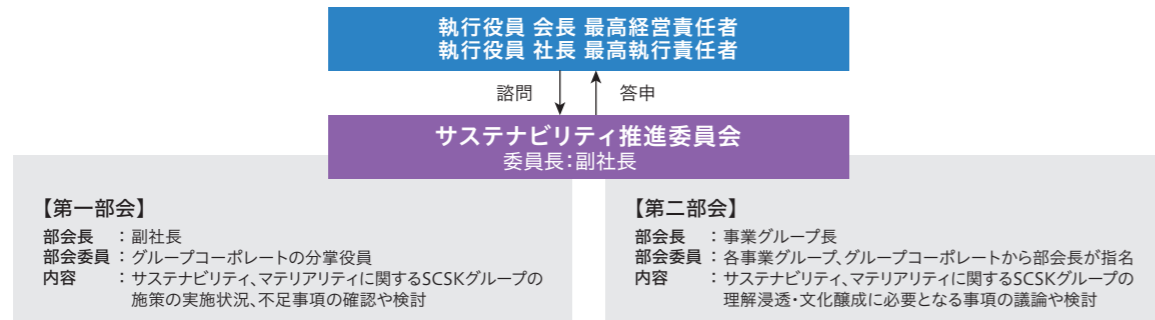 執行役員 会長 最高経営責任者
執行役員 社長 最高執行責任者
諮問
答申
サステナビリティ推進委員会
委員長：副社長
【第一部会】
部会長：副社長
部会委員：グループコーポレートの分掌役員
内容：サステナビリティ、マテリアリティに関するSCSKグループの
施策の実施状況、不足事項の確認や検討
【第二部会】
部会長：事業グループ長
部会委員：各事業グループ、グループコーポレートから部会長が指名
内容：サステナビリティ、マテリアリティに関するSCSKグループの
理解浸透・文化醸成に必要となる事項の議論や検討